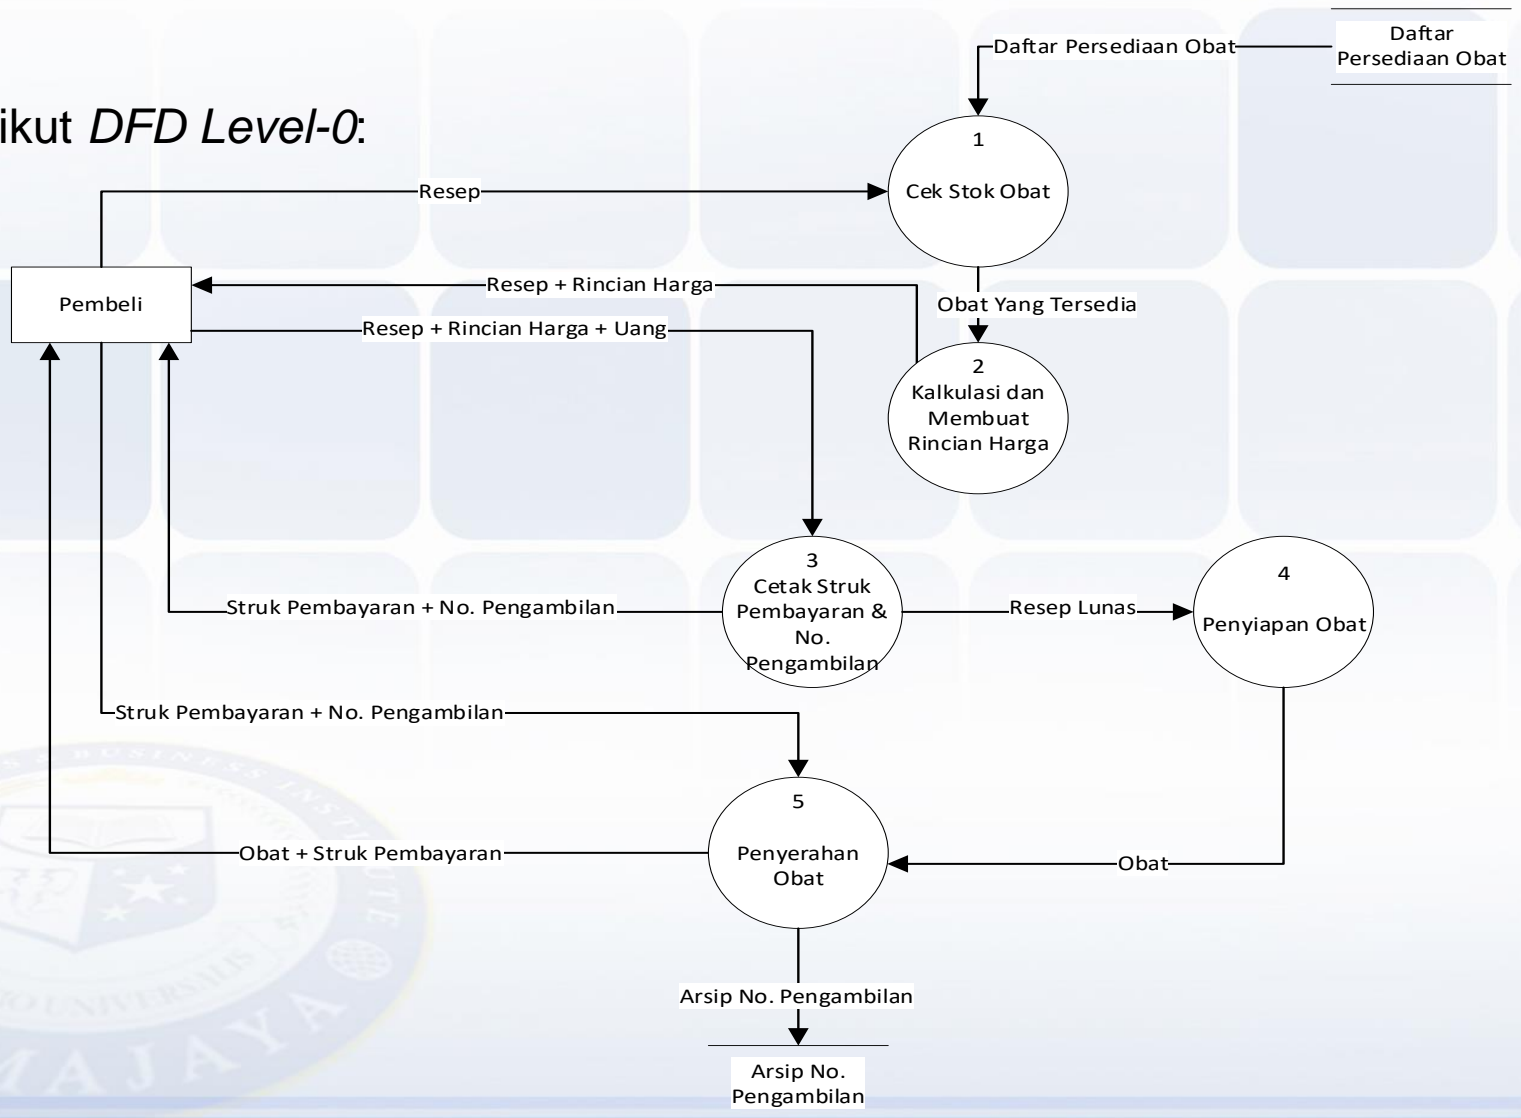 ikut DFD Level-0:
Daftar Persediaan Obat
Daftar
Persediaan Obat
1
Cek Stok Obat
Resep
Pembeli
Resep + Rincian Harga
Obat Yang Tersedia
Resep + Rincian Harga + Uang
2
Kalkulasi dan
Membuat
Rincian Harga
3
Cetak Struk
Pembayaran &
No.
Pengambilan
Struk Pembayaran + No. Pengambilan
Resep Lunas
4
Penyiapan Obat
Struk Pembayaran + No. Pengambilan
5
Penyerahan
Obat
Obat + Struk Pembayaran
Obat
Arsip No. Pengambilan
Arsip No.
Pengambilan
S & BUSINESS INSTITUTE
MAJAYA